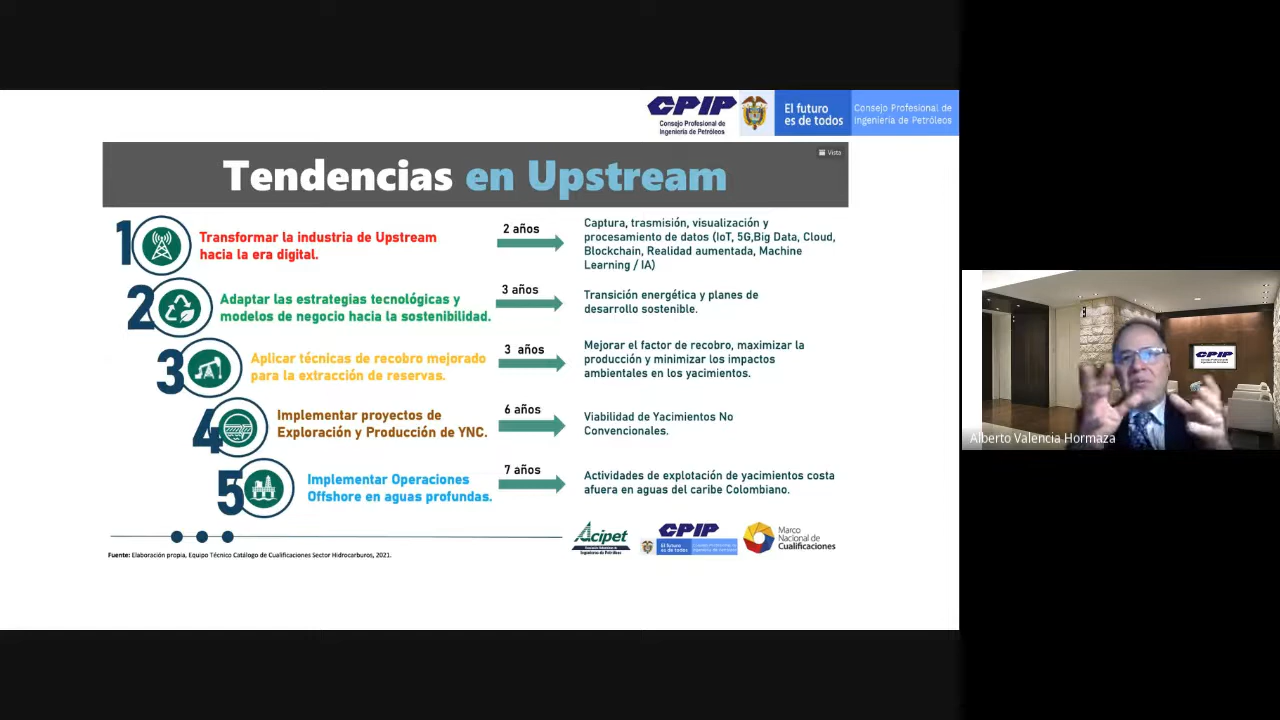 CPIP
Consejo Profesional de
Ingeniería de Petróleos
El futuro
es de todos
Consejo Profesional de
Ingeniería de Petróleos
Vista
Tendencias en Upstream
1
Transformar la industria de Upstream
hacia la era digital.
2 años
Captura, trasmisión, visualización y
procesamiento de datos (IoT, 5G,Big Data, Cloud,
Blockchain, Realidad aumentada, Machine
Learning / IA)
2
Adaptar las estrategias tecnológicas y
modelos de negocio hacia la sostenibilidad.
3 años
Transición energética y planes de
desarrollo sostenible.
3
Aplicar técnicas de recobro mejorado
para la extracción de reservas.
3 años
Mejorar el factor de recobro, maximizar la
producción y minimizar los impactos
ambientales en los yacimientos.
4
Implementar proyectos de
Exploración y Producción de YNC.
6 años
Viabilidad de Yacimientos No
Convencionales.
5
Implementar Operaciones
Offshore en aguas profundas.
7 años
Actividades de explotación de yacimientos costa
afuera en aguas del caribe Colombiano.
Acipet
CPIP
El futuro
es de todos
Marco
Nacional de
Cualificaciones
Fuente: Elaboración propia, Equipo Técnico Catálogo de Cualificaciones Sector Hidrocarburos, 2021.
CPIP
Alberto Valencia Hormaza